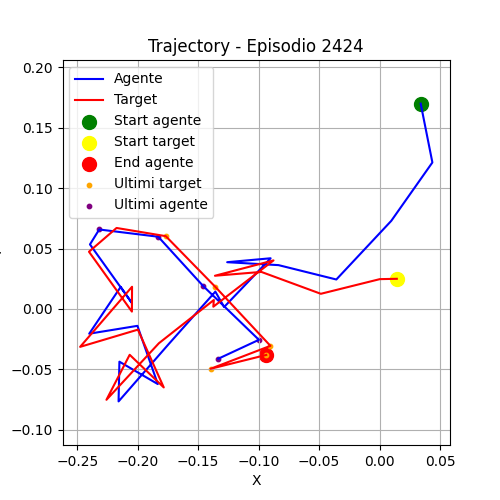 Trajectory - Episodio 2424
0.20
0.15
0.10
0.05
0.00
−0.05
−0.10
Agente
Target
Start agente
Start target
End agente
Ultimi target
Ultimi agente
−0.25
−0.20
−0.15
−0.10
−0.05
0.00
0.05
X